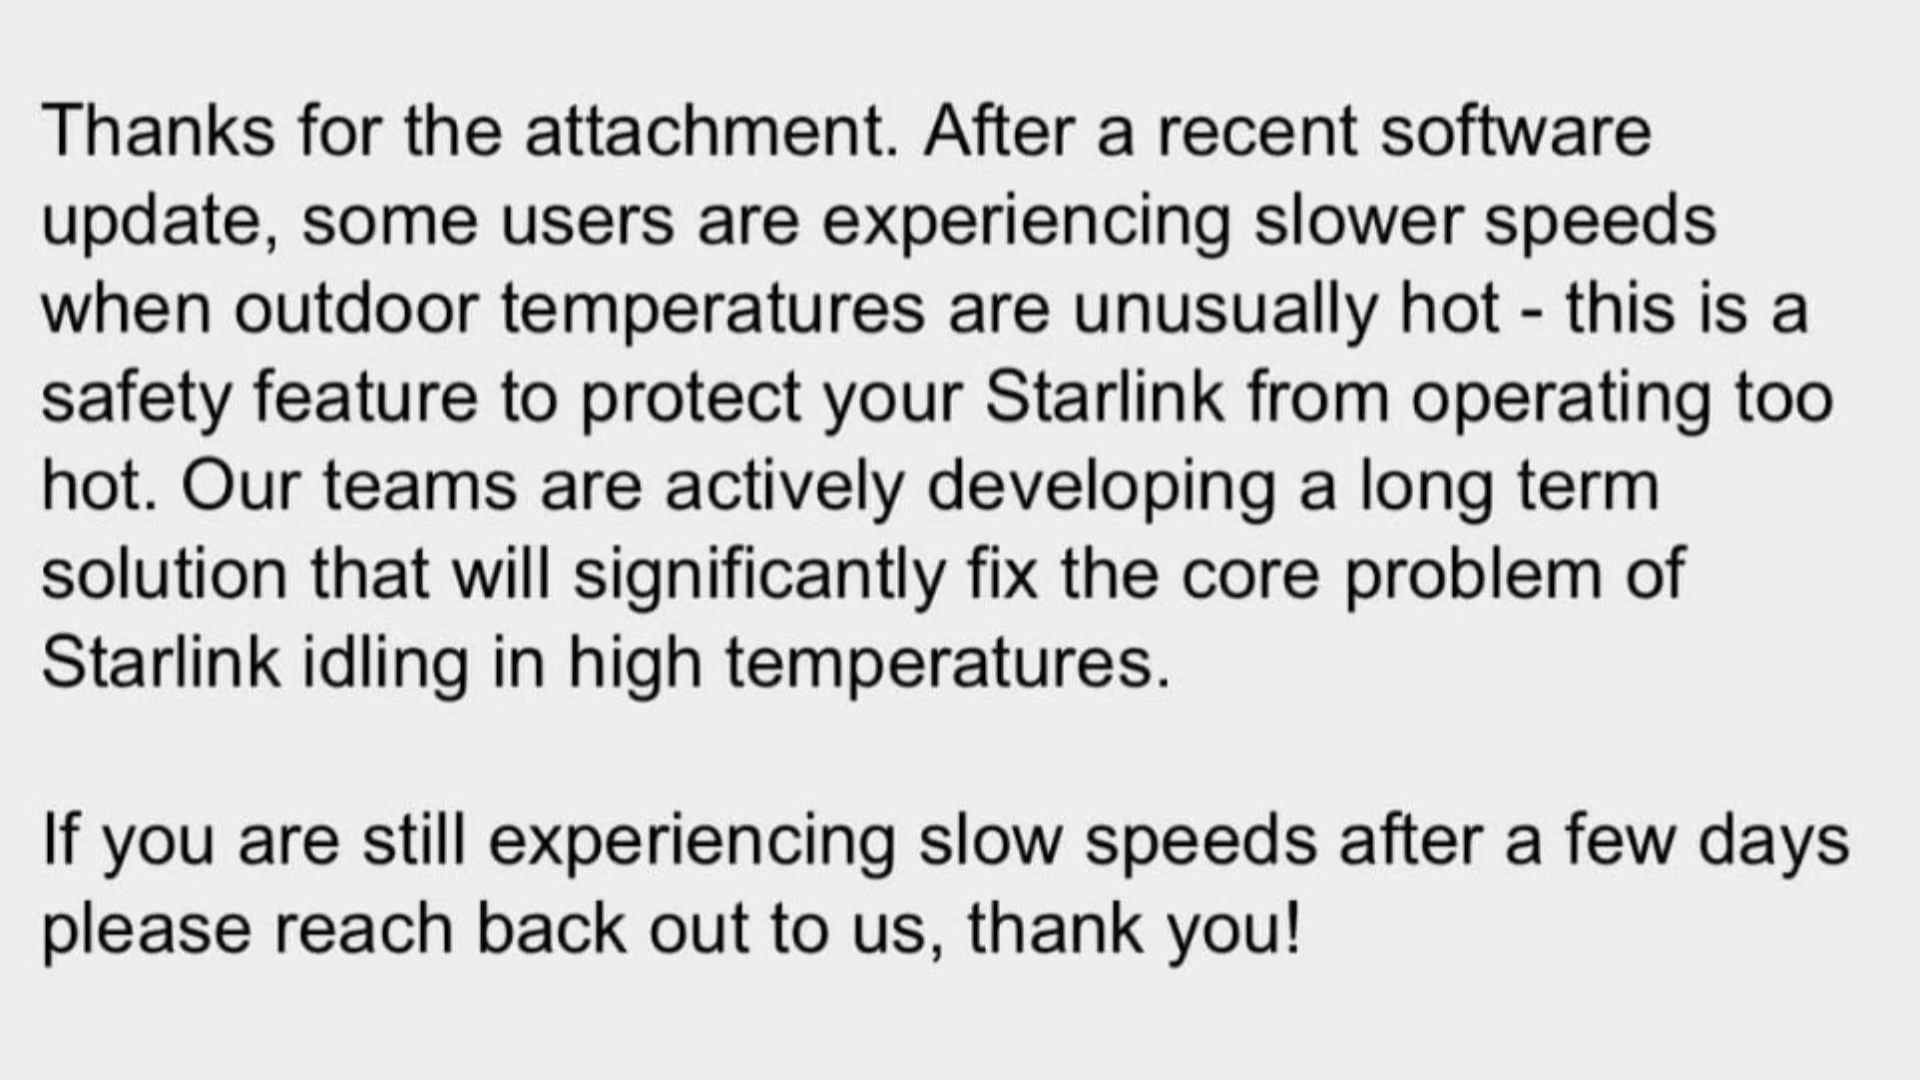 Thanks for the attachment. After a recent software
update, some users are experiencing slower speeds
when outdoor temperatures are unusually hot - this is a
safety feature to protect your Starlink from operating too
hot. Our teams are actively developing a long term
solution that will significantly fix the core problem of
Starlink idling in high temperatures.
If you are still experiencing slow speeds after a few days
please reach back out to us, thank you!